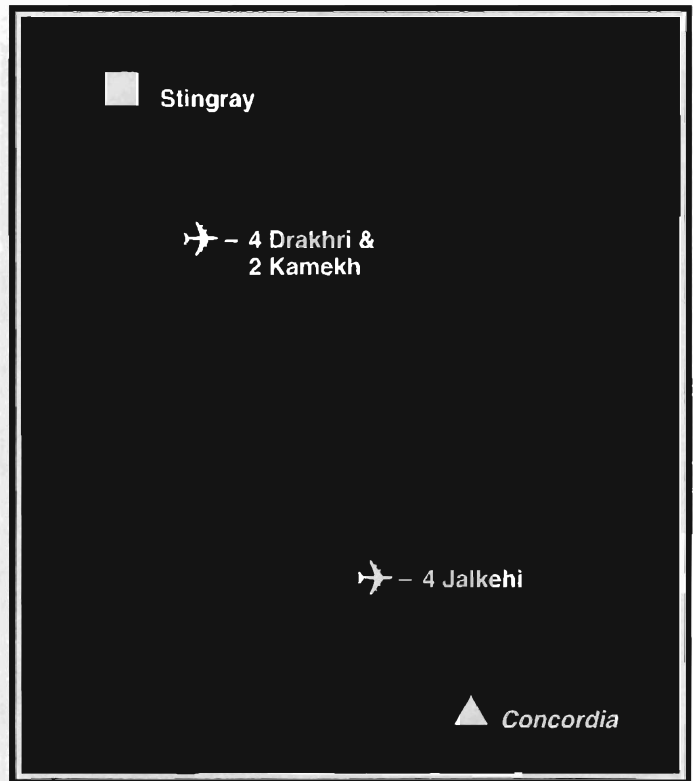 Stingray
– 4 Drakhri &
2 Kamekh
– 4 Jalkehi
Concordia